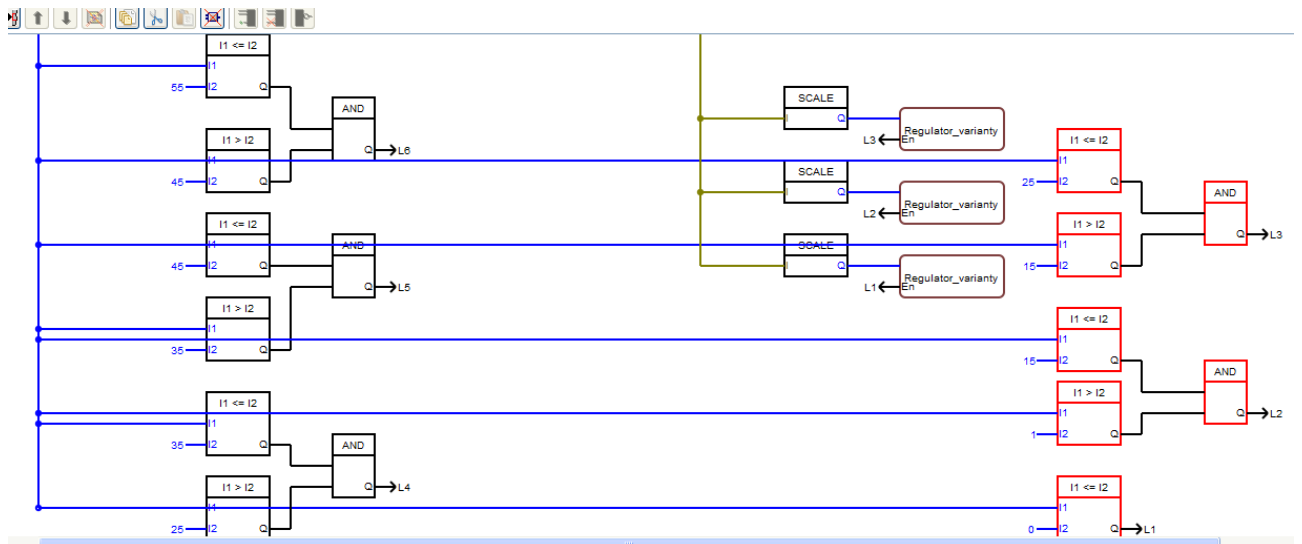 I1 <= I2
I1
55 I2 Q
AND
Q L6
I1 > I2
I1
45 I2 Q
I1 <= I2
I1
45 I2 Q
AND
Q L5
I1 > I2
I1
35 I2 Q
I1 <= I2
I1
35 I2 Q
AND
Q L4
I1 > I2
I1
25 I2 Q
SCALE
I Q
Regulator_varianty
L3 En
SCALE
I Q
Regulator_varianty
L2 En
SCALE
I Q
Regulator_varianty
L1 En
I1 <= I2
I1
25 I2 Q
AND
Q L3
I1 > I2
I1
15 I2 Q
I1 <= I2
I1
15 I2 Q
AND
Q L2
I1 > I2
I1
1 I2 Q
I1 <= I2
I1
0 I2 Q L1